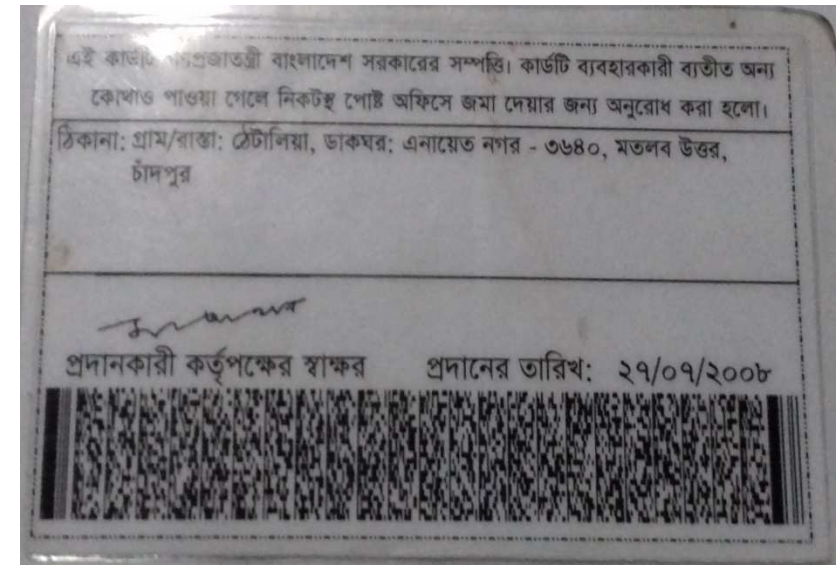 এই কার্ডটি গণপ্রজাতন্ত্রী বাংলাদেশ সরকারের সম্পত্তি। কার্ডটি ব্যবহারকারী ব্যতীত অন্য
কোথাও পাওয়া গেলে নিকটস্থ পোষ্ট অফিসে জমা দেয়ার জন্য অনুরোধ করা হলো।
ঠিকানা: গ্রাম/রাস্তা: ঠেটালিয়া, ডাকঘর: এনায়েত নগর - ৩৬৪০, মতলব উত্তর,
চাঁদপুর
প্রদানকারী কর্তৃপক্ষের স্বাক্ষর প্রদানের তারিখ: ২৭/০৭/২০০৮